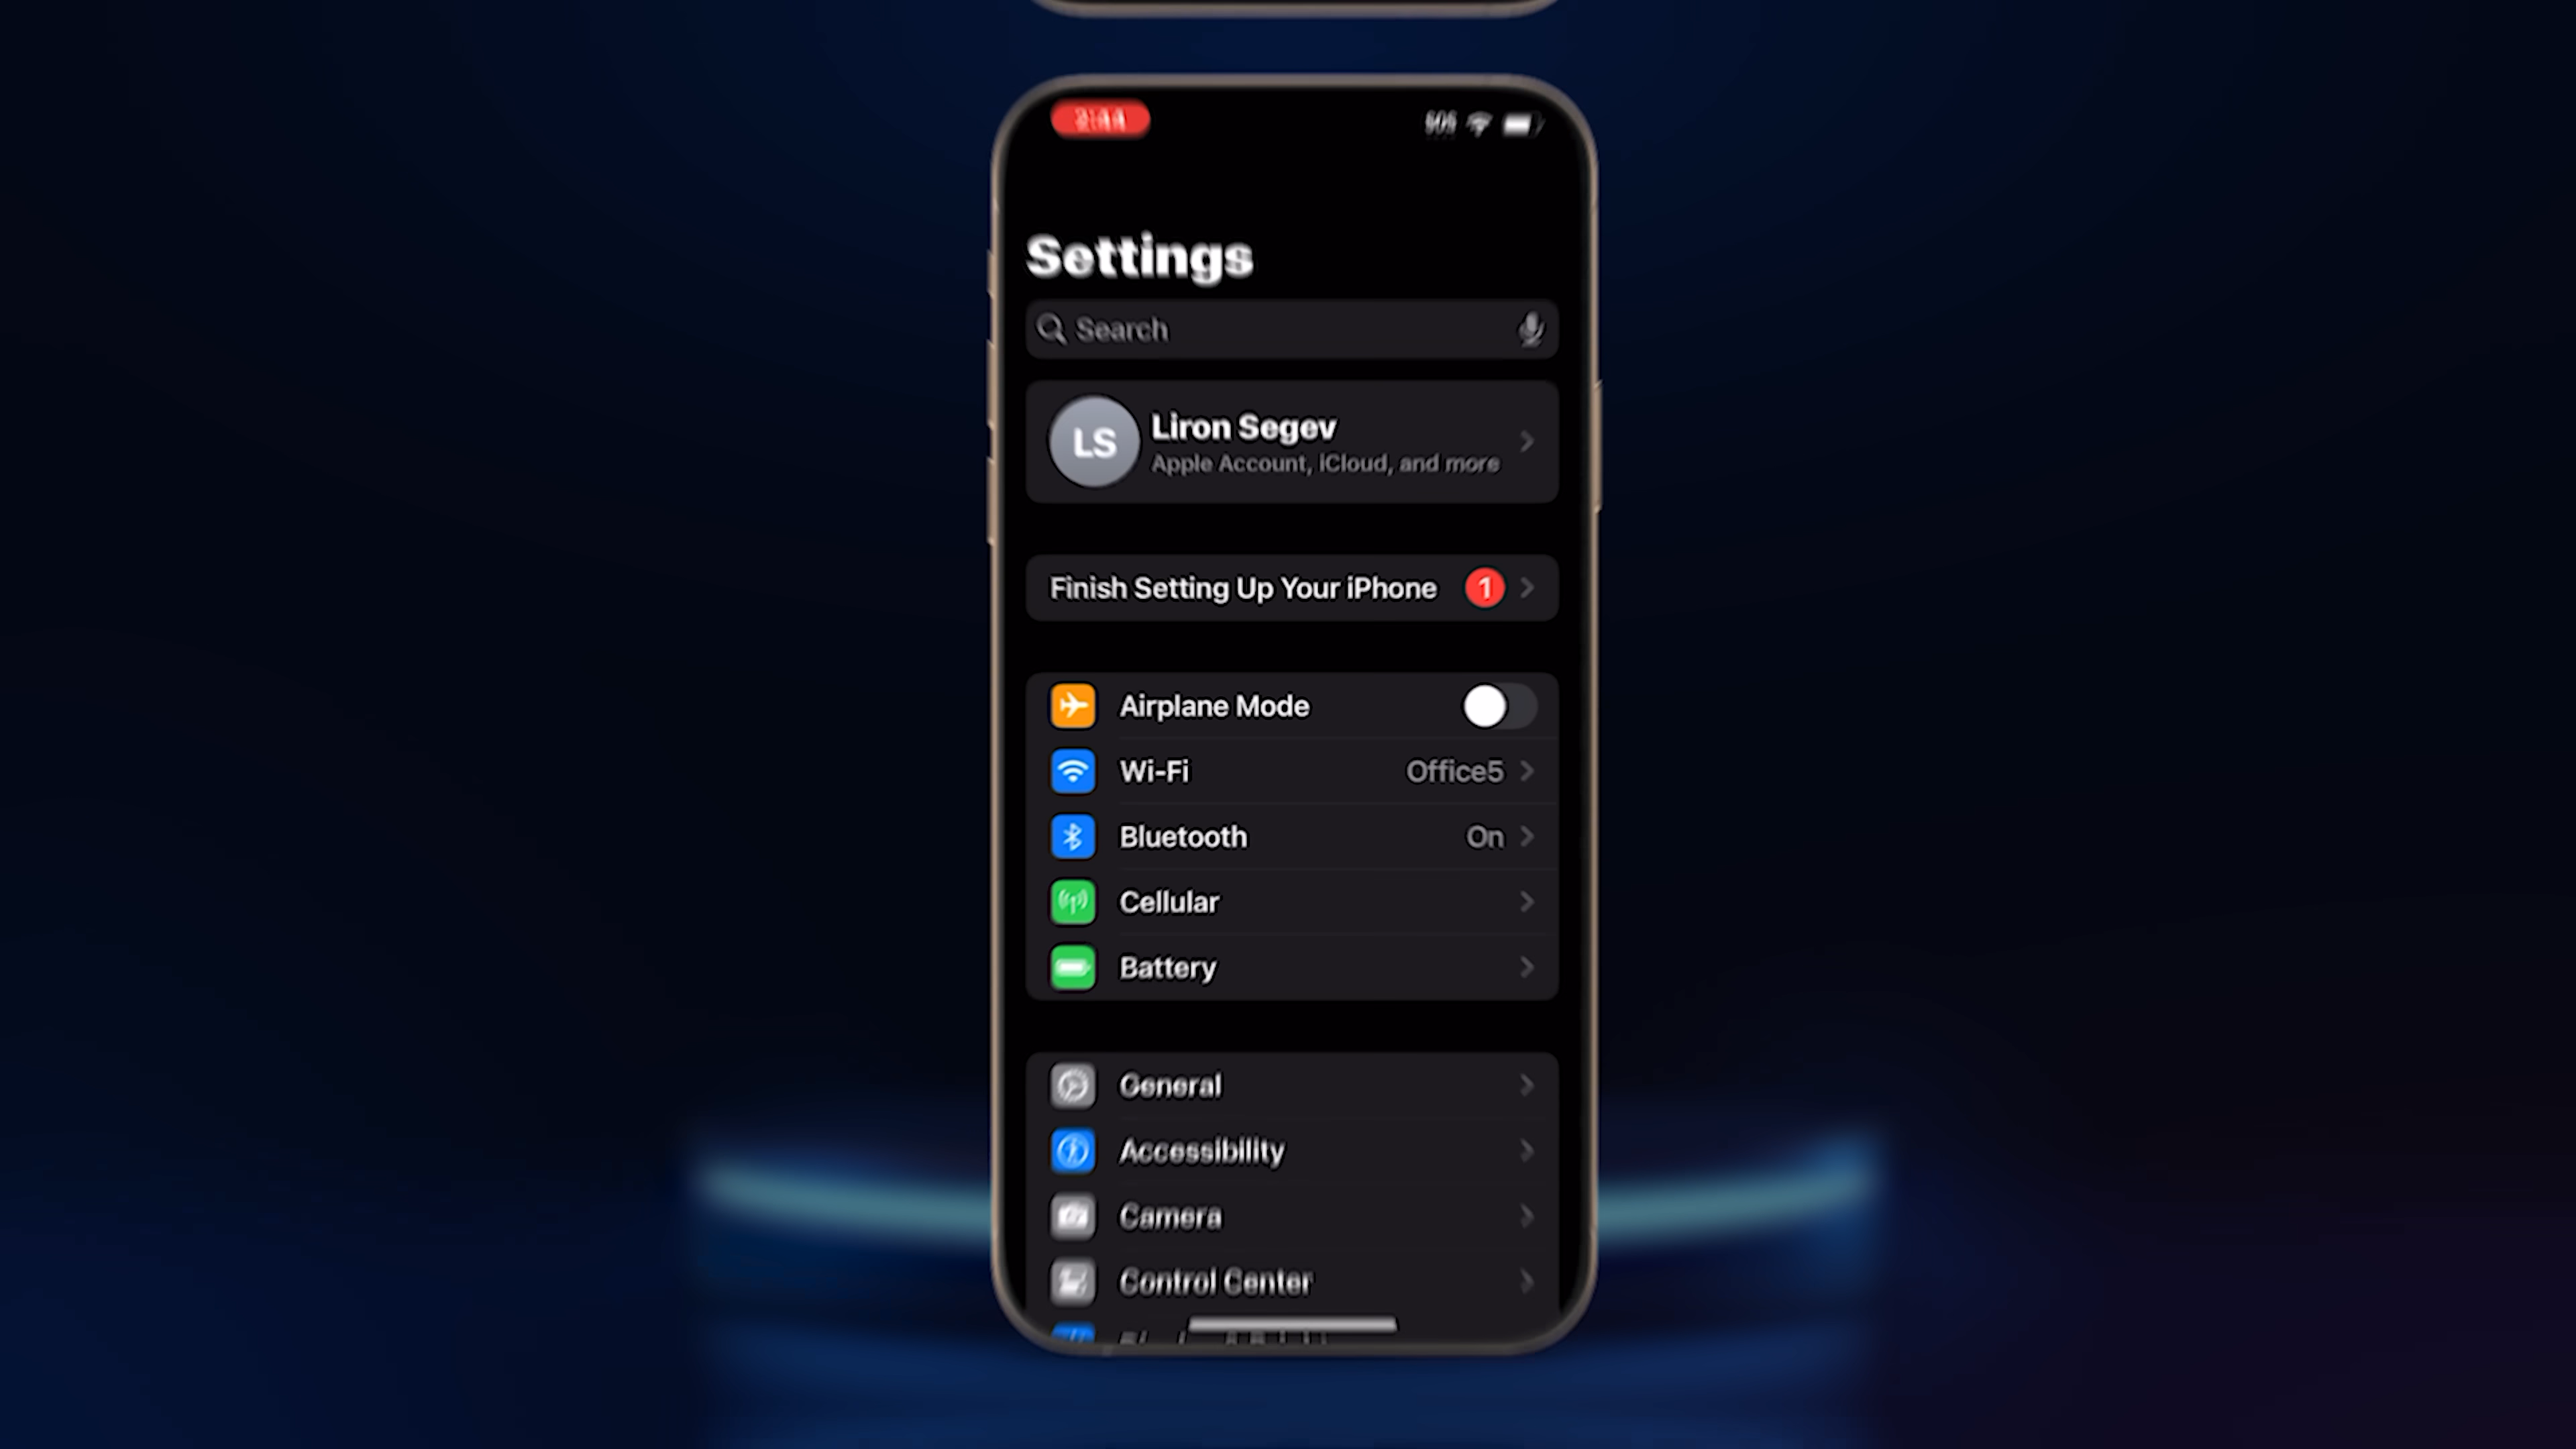 SOS
Settings
Search
LS
Liron Segev
Apple Account, iCloud, and more
Finish Setting Up Your iPhone 1
Airplane Mode
Wi-Fi Office5
Bluetooth On
Cellular
Battery
General
Accessibility
Camera
Control Center